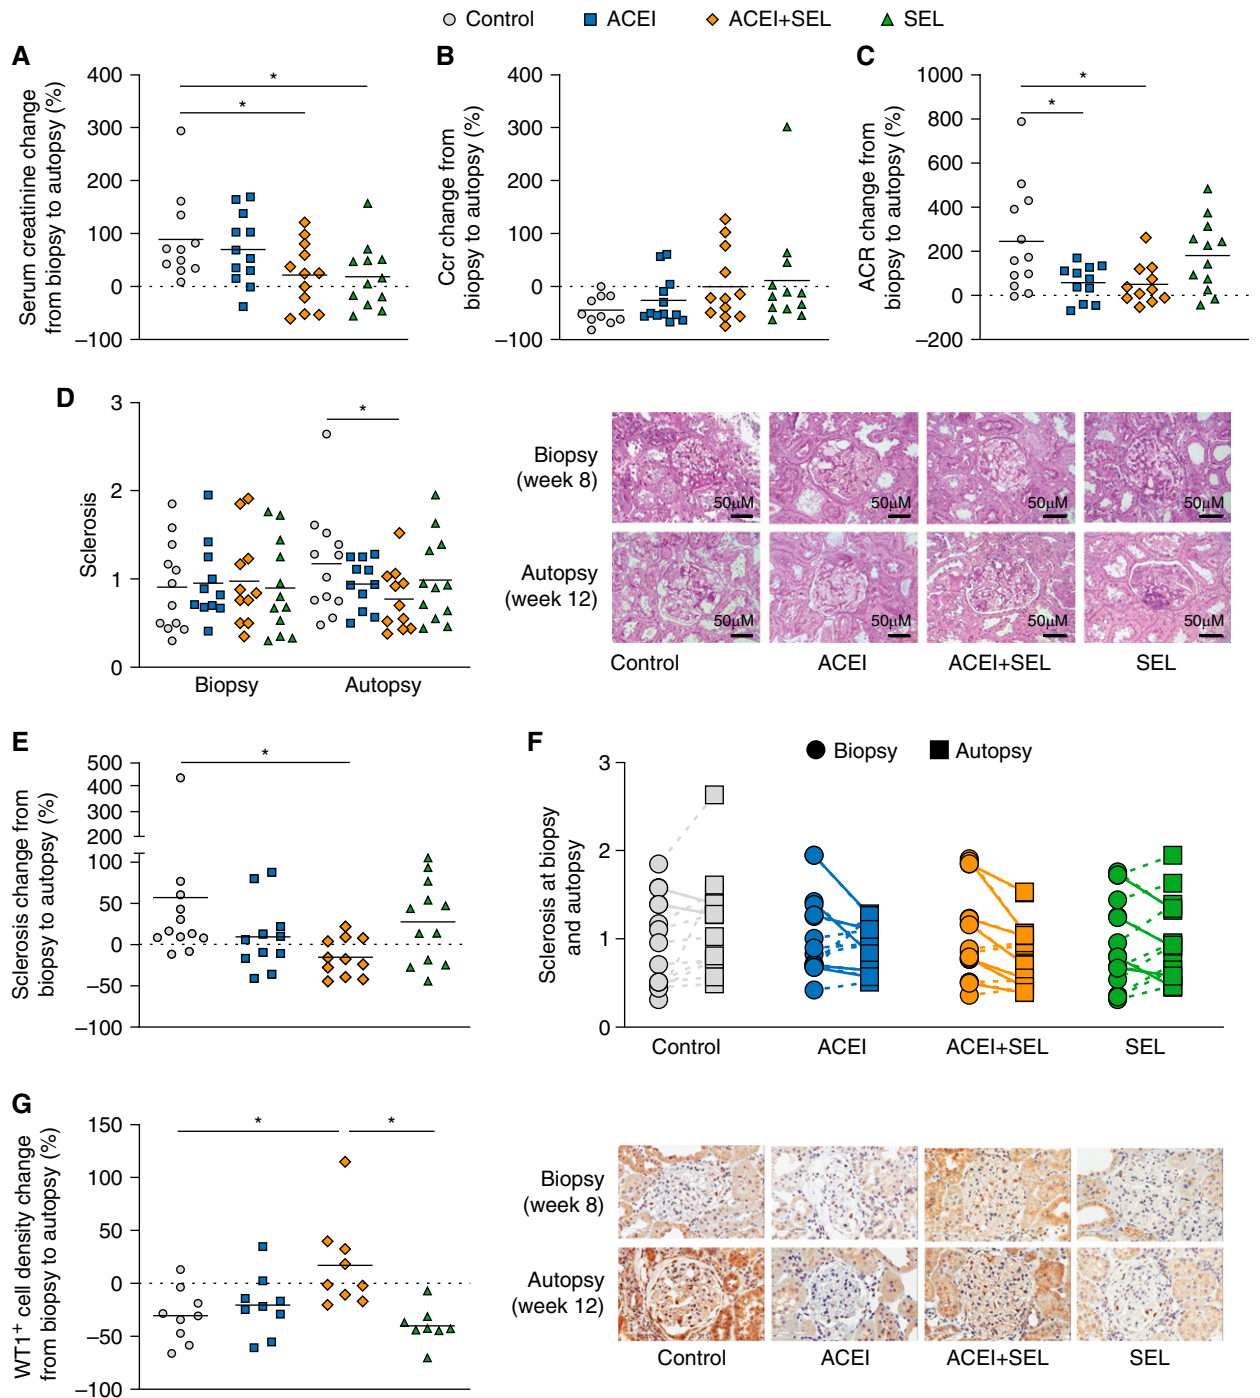 Control ACEI ACEI+SEL SEL
A
Serum creatinine change
from biopsy to autopsy (%)
400
300
200
100
0
−100
*
*
B
Ccr change from
biopsy to autopsy (%)
400
300
200
100
0
−100
C
ACR change from
biopsy to autopsy (%)
1000
800
600
400
200
0
−200
*
*
D
Sclerosis
3
2
1
0
*
Biopsy Autopsy
Biopsy
(week 8)
50μM 50μM 50μM 50μM
Autopsy
(week 12)
50μM 50μM 50μM 50μM
Control ACEI ACEI+SEL SEL
E
Sclerosis change from
biopsy to autopsy (%)
500
400
300
200
100
50
0
−50
−100
*
F
Biopsy Autopsy
Sclerosis at biopsy
and autopsy
3
2
1
0
Control ACEI ACEI+SEL SEL
G
WT1+ cell density change
from biopsy to autopsy (%)
150
100
50
0
−50
−100
* *
Biopsy
(week 8)
Autopsy
(week 12)
Control ACEI ACEI+SEL SEL